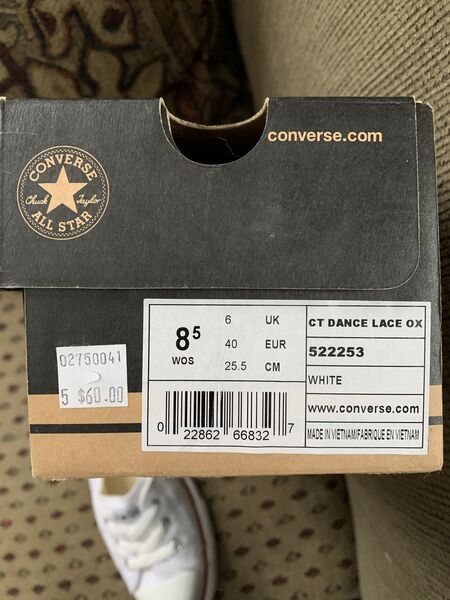 converse.com
CONVERSE
Chuck Taylor
ALL STAR
02750041
5 $60.00
8⁵
WOS
6 UK
40 EUR
25.5 CM
CT DANCE LACE OX
522253
WHITE
www.converse.com
MADE IN VIETNAM/FABRIQUE EN VIETNAM
0 22862 66832 7